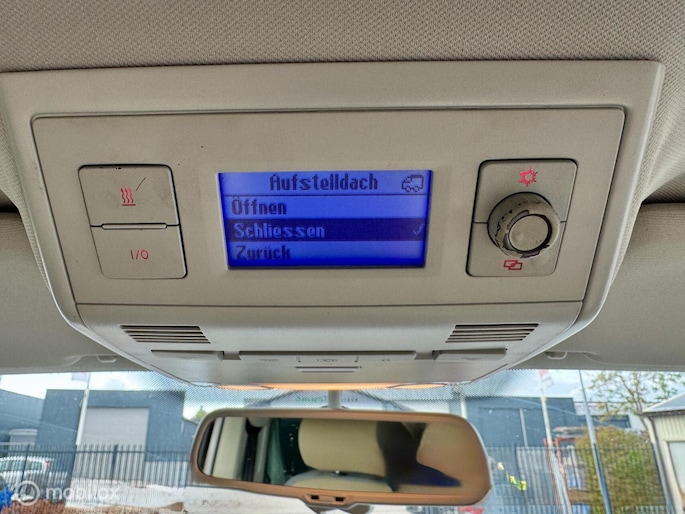 Aufstelldach
Öffnen
Schliessen
Zurück
I/O
mobilox